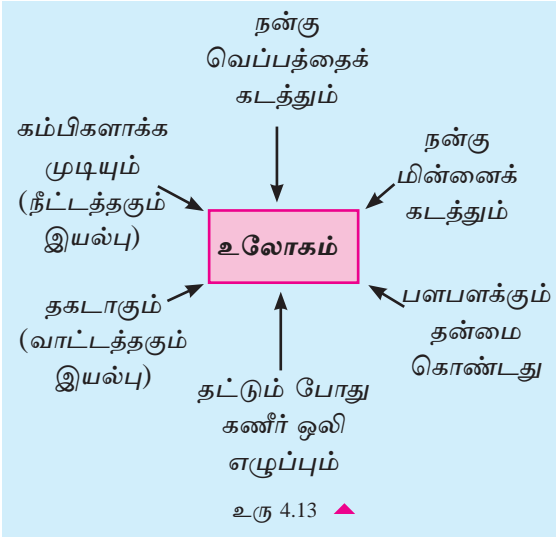 நன்கு
வெப்பத்தைக்
கடத்தும்
கம்பிகளாக்க
முடியும்
(நீட்டத்தகும்
இயல்பு)
நன்கு
மின்னைக்
கடத்தும்
உலோகம்
தகடாகும்
(வாட்டத்தகும்
இயல்பு)
பளபளக்கும்
தன்மை
கொண்டது
தட்டும் போது
கணீர் ஒலி
எழுப்பும்
உரு 4.13